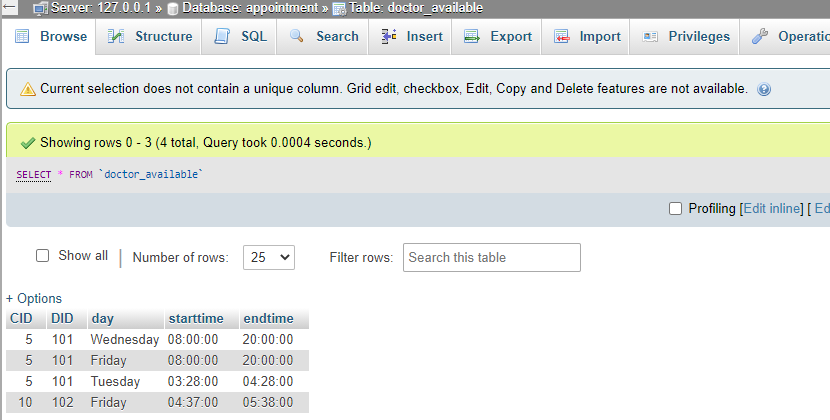 Server: 127.0.0.1 » Database: appointment » Table: doctor_available
Browse Structure SQL Search Insert Export Import Privileges Operatio
Current selection does not contain a unique column. Grid edit, checkbox, Edit, Copy and Delete features are not available.
Showing rows 0 - 3 (4 total, Query took 0.0004 seconds.)
SELECT * FROM `doctor_available`
Profiling [Edit inline] [ Ed
Show all | Number of rows: 25 Filter rows: Search this table
+ Options
CID DID day starttime endtime
5 101 Wednesday 08:00:00 20:00:00
5 101 Friday 08:00:00 20:00:00
5 101 Tuesday 03:28:00 04:28:00
10 102 Friday 04:37:00 05:38:00